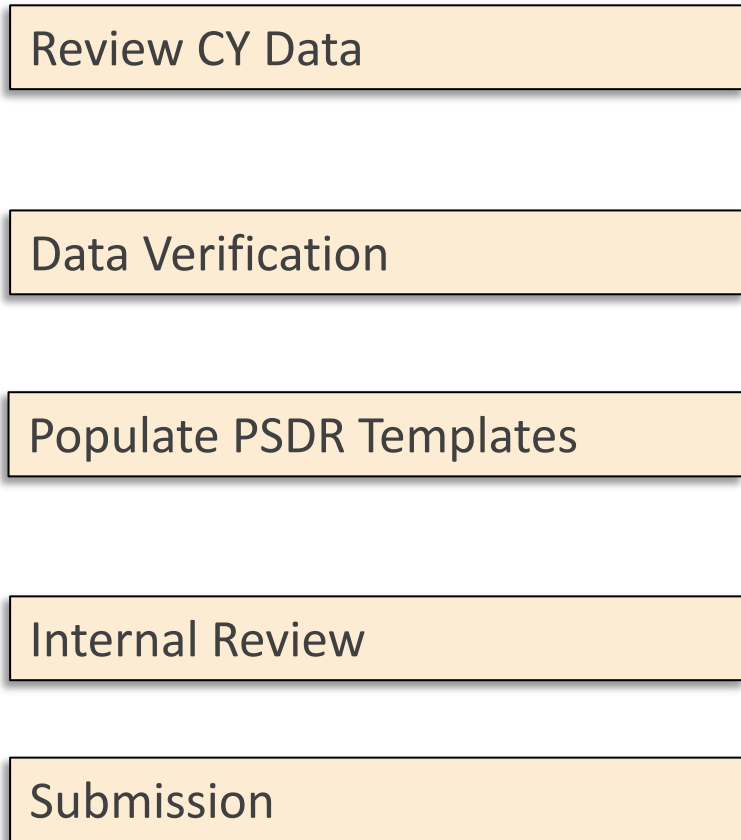 Review CY Data
Data Verification
Populate PSDR Templates
Internal Review
Submission